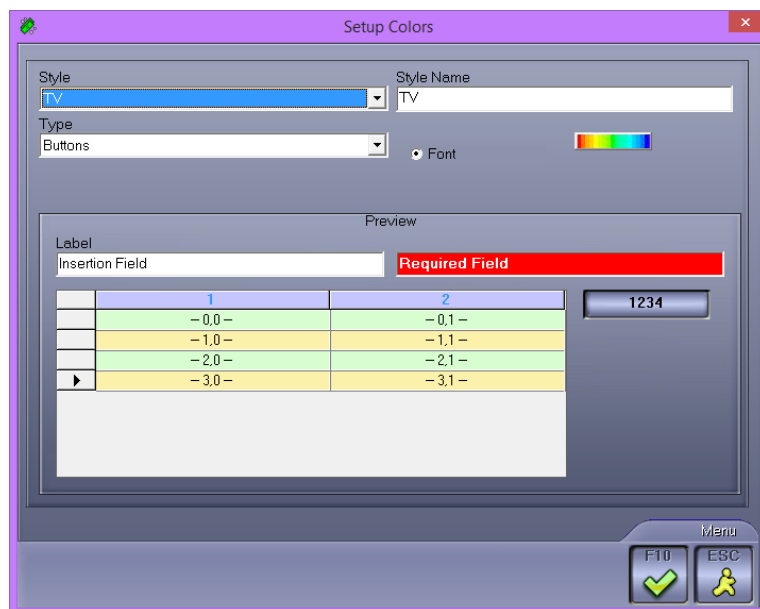 Setup Colors
Style
Style Name
TV
TV
Type
Buttons
Font
Preview
Label
Insertion Field
Required Field
1 2
1234
– 0,0 – – 0,1 –
– 1,0 – – 1,1 –
– 2,0 – – 2,1 –
– 3,0 – – 3,1 –
Menu
F10 ESC